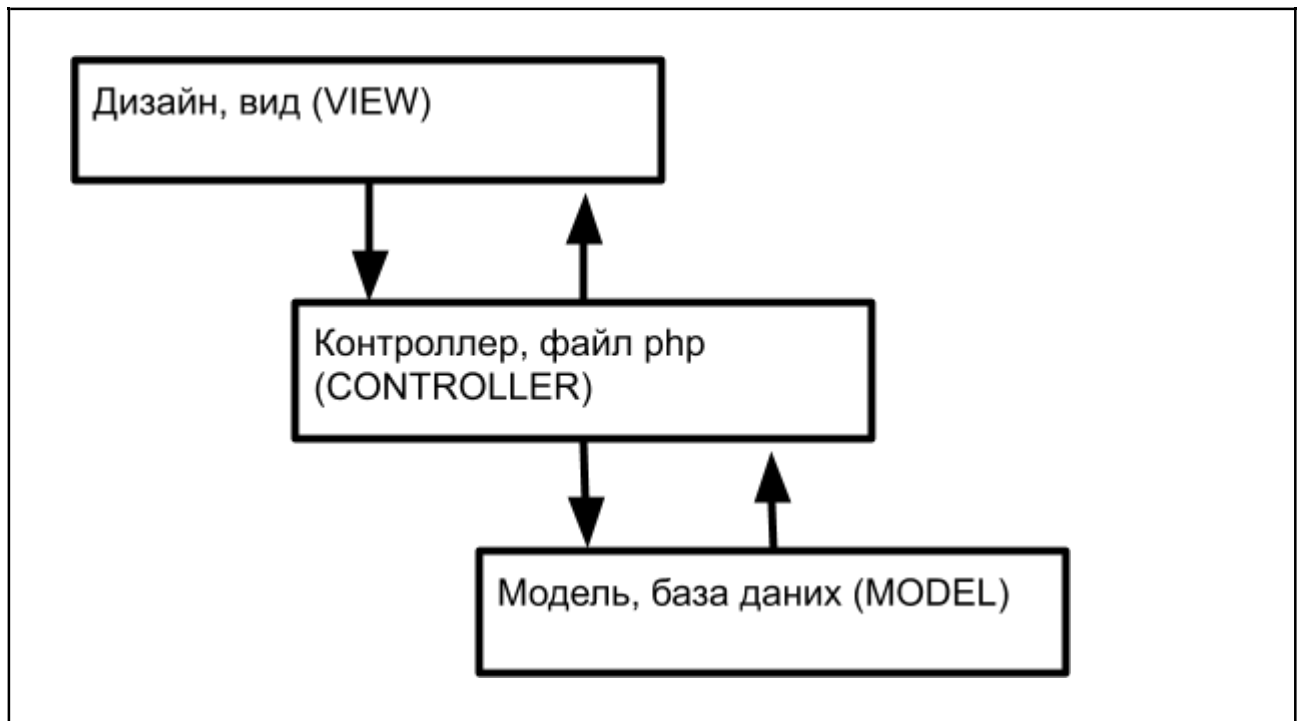 Дизайн, вид (VIEW)
Контроллер, файл php
(CONTROLLER)
Модель, база даних (MODEL)